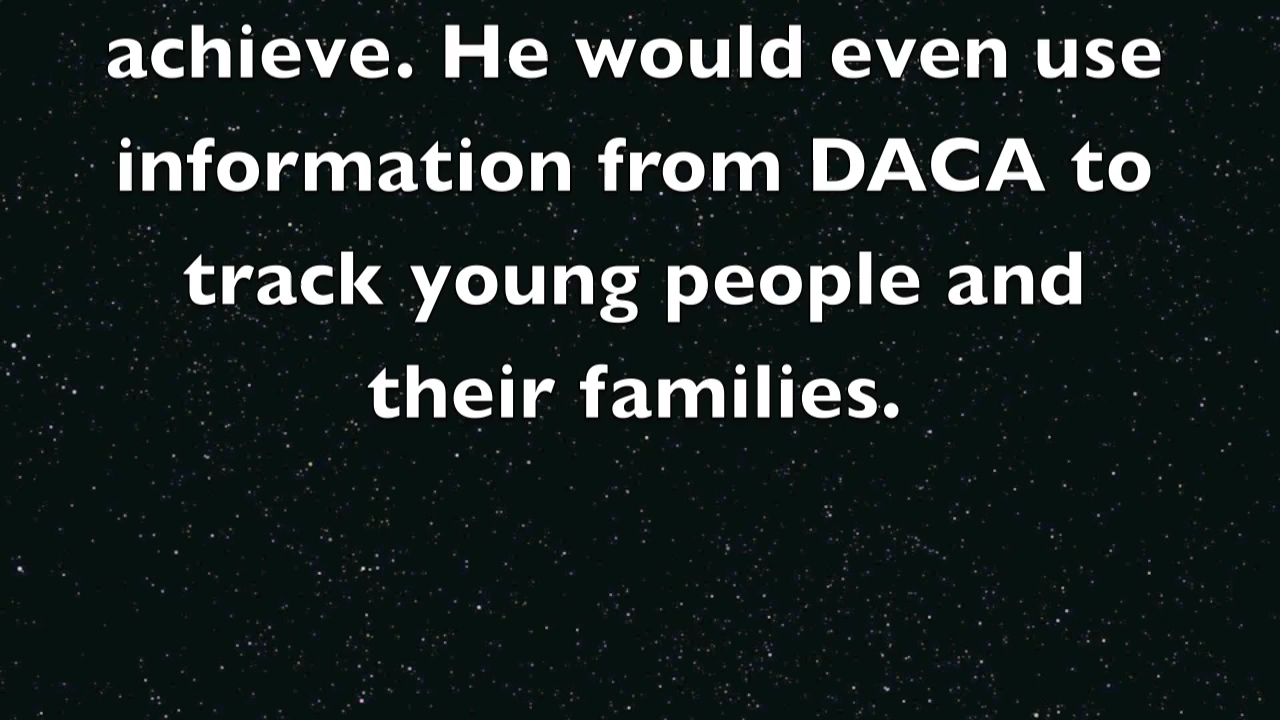 achieve. He would even use
information from DACA to
track young people and
their families.